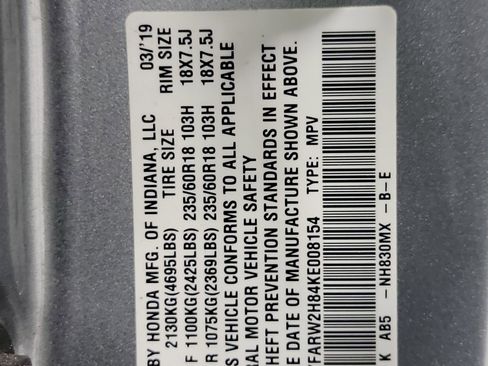 BY HONDA MFG. OF INDIANA, LLC 03/'19
2130KG(4695LBS) TIRE SIZE RIM SIZE
F 1100KG(2425LBS) 235/60R18 103H 18X7.5J
R 1075KG(2369LBS) 235/60R18 103H 18X7.5J
S VEHICLE CONFORMS TO ALL APPLICABLE
RAL MOTOR VEHICLE SAFETY
HEFT PREVENTION STANDARDS IN EFFECT
E DATE OF MANUFACTURE SHOWN ABOVE.
FARW2H84KE008154 TYPE: MPV
K AB5 -NH830MX -B-E